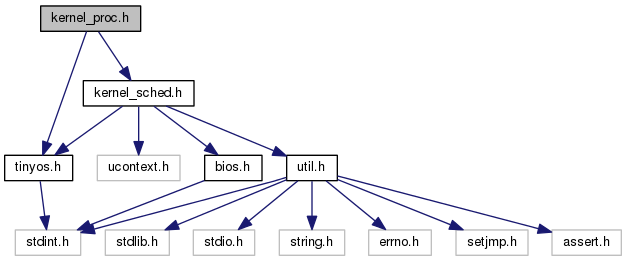 kernel_proc.h
kernel_sched.h
tinyos.h
ucontext.h
bios.h
util.h
stdint.h
stdlib.h
stdio.h
string.h
errno.h
setjmp.h
assert.h